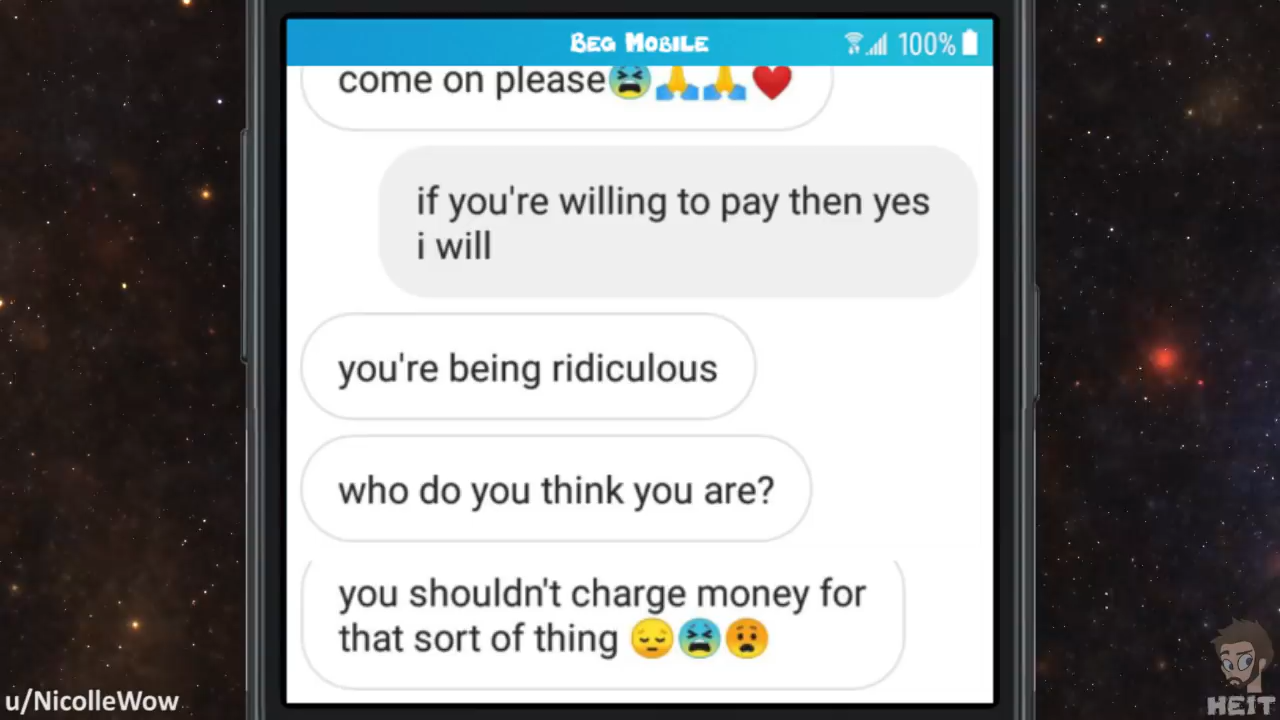 BEG MOBILE
100%
come on please😫🙏🙏❤️
if you're willing to pay then yes
i will
you're being ridiculous
who do you think you are?
you shouldn't charge money for
that sort of thing 😔😫😧
u/NicolleWow
HEIT